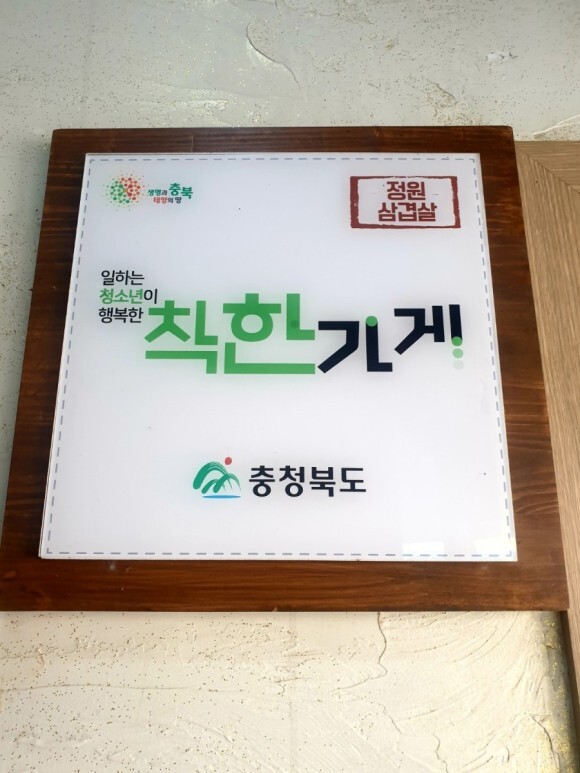 생명과 충북
태양의 땅
정원
삼겹살
일하는
청소년이
행복한
착한가게!
충청북도